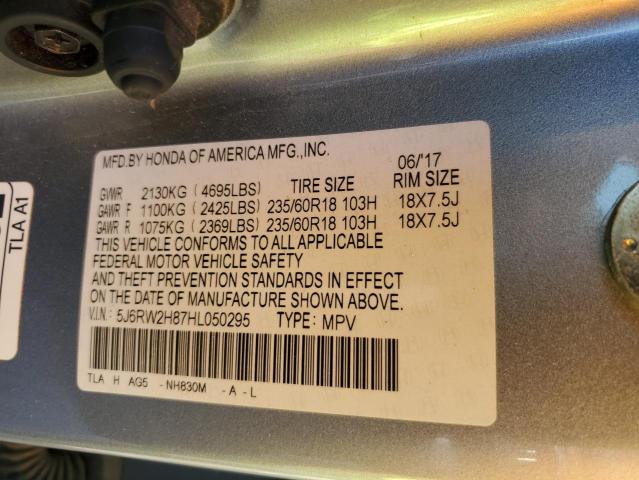 MFD.BY HONDA OF AMERICA MFG.,INC. 06/'17
GVWR 2130KG (4695LBS) TIRE SIZE RIM SIZE
GAWR F 1100KG (2425LBS) 235/60R18 103H 18X7.5J
GAWR R 1075KG (2369LBS) 235/60R18 103H 18X7.5J
THIS VEHICLE CONFORMS TO ALL APPLICABLE
FEDERAL MOTOR VEHICLE SAFETY
AND THEFT PREVENTION STANDARDS IN EFFECT
ON THE DATE OF MANUFACTURE SHOWN ABOVE.
V.I.N.: 5J6RW2H87HL050295 TYPE: MPV
TLA H AG5 -NH830M -A-L
TLA A1